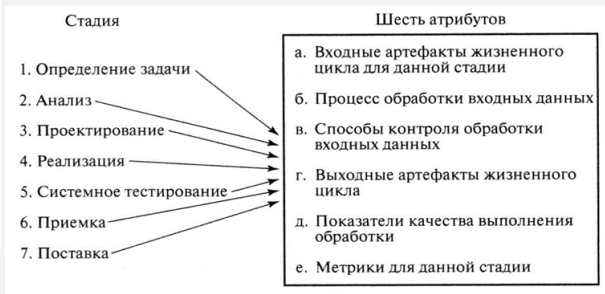 Стадия
1. Определение задачи
2. Анализ
3. Проектирование
4. Реализация
5. Системное тестирование
6. Приемка
7. Поставка
Шесть атрибутов
а. Входные артефакты жизненного
цикла для данной стадии
б. Процесс обработки входных данных
в. Способы контроля обработки
входных данных
г. Выходные артефакты жизненного
цикла
д. Показатели качества выполнения
обработки
е. Метрики для данной стадии